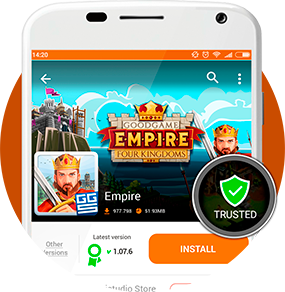 14:20
GOODGAME
EMPIRE
FOUR KINGDOMS
GG
Empire
977.798 51.93MB
TRUSTED
Other
Versions
Latest version
v 1.07.6
INSTALL
Estudio Store